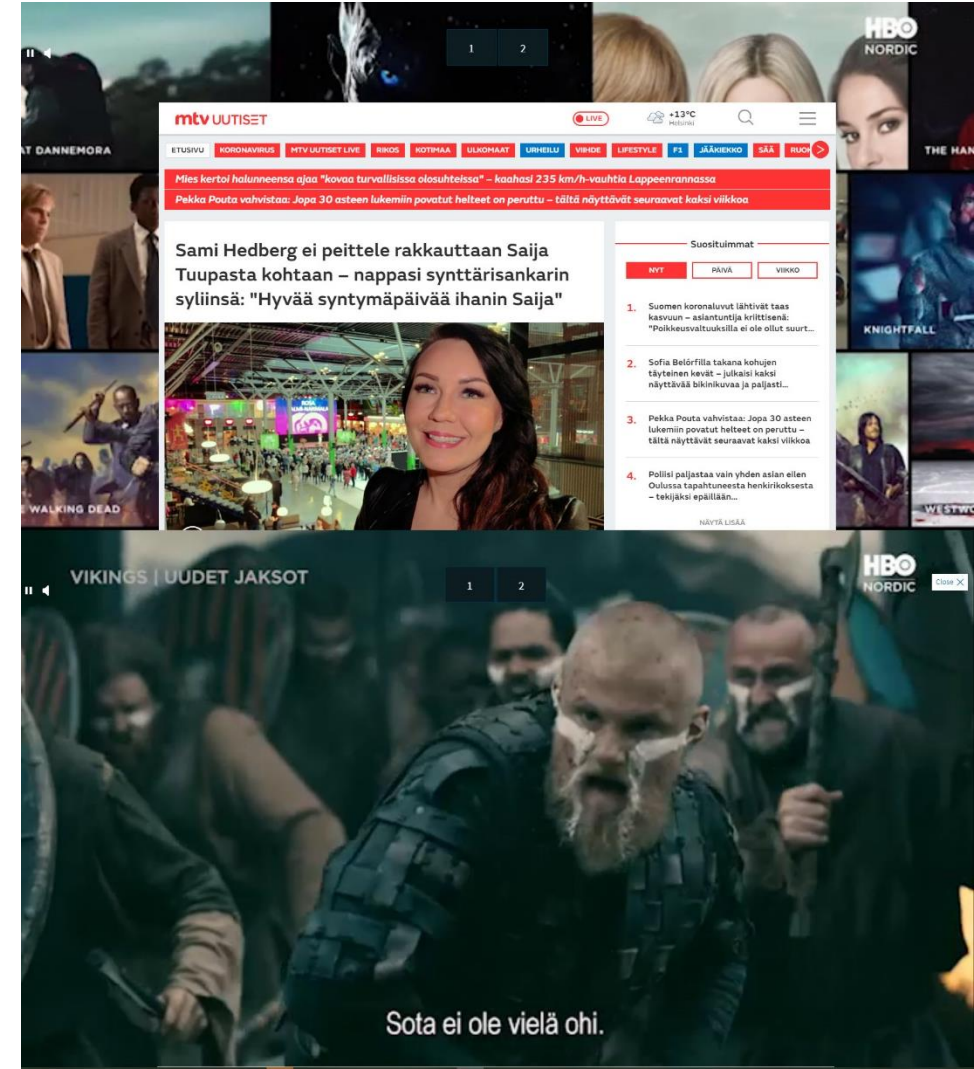 HBO
NORDIC
1 2
AT DANNEMORA
THE HAN
mtv UUTISET
LIVE
+13°C
Helsinki
ETUSIVU KORONAVIRUS MTV UUTISET LIVE RIKOS KOTIMAA ULKOMAAT URHEILU VIIHDE LIFESTYLE F1 JÄÄKIEKKO SÄÄ RUOK
Mies kertoi halunneensa ajaa "kovaa turvallisissa olosuhteissa" – kaahasi 235 km/h-vauhtia Lappeenrannassa
Pekka Pouta vahvistaa: Jopa 30 asteen lukemiin povatut helteet on peruttu – tältä näyttävät seuraavat kaksi viikkoa
Sami Hedberg ei peittele rakkauttaan Saija
Tuupasta kohtaan – nappasi synttärisankarin
syliinsä: "Hyvää syntymäpäivää ihanin Saija"
Suosituimmat
NYT PÄIVÄ VIIKKO
1. Suomen koronaluvut lähtivät taas
kasvuun – asiantuntija kriittisenä:
"Poikkeusvaltuuksilla ei ole ollut suurt...
2. Sofia Belórfilla takana kohujen
täyteinen kevät – julkaisi kaksi
näyttävää bikinikuvaa ja paljasti...
3. Pekka Pouta vahvistaa: Jopa 30 asteen
lukemiin povatut helteet on peruttu –
tältä näyttävät seuraavat kaksi viikkoa
4. Poliisi paljastaa vain yhden asian eilen
Oulussa tapahtuneesta henkirikoksesta
– tekijäksi epäillään...
NÄYTÄ LISÄÄ
KNIGHTFALL
E WALKING DEAD
WESTWO
VIKINGS | UUDET JAKSOT
1 2
HBO
NORDIC
Close X
Sota ei ole vielä ohi.